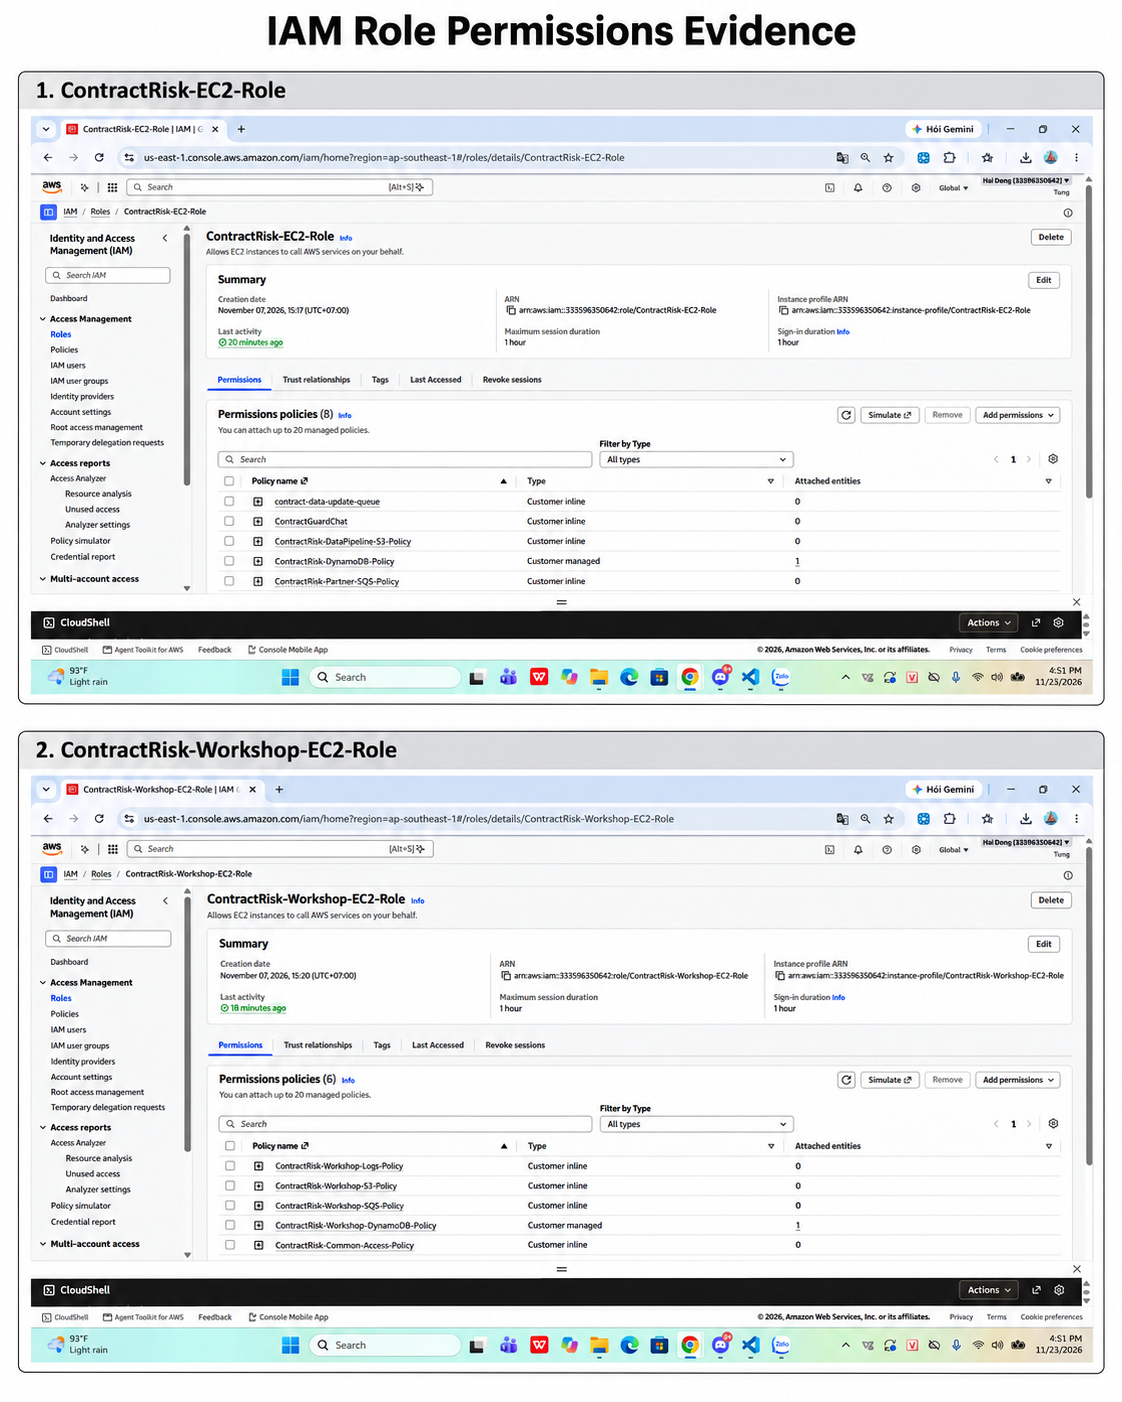 IAM Role Permissions Evidence
1. ContractRisk-EC2-Role
ContractRisk-EC2-Role | IAM | G
Hỏi Gemini
us-east-1.console.aws.amazon.com/iam/home?region=ap-southeast-1#/roles/details/ContractRisk-EC2-Role
aws
Search
[Alt+S]
Global
Hai Dong [333596350642]
Tung
IAM / Roles / ContractRisk-EC2-Role
Identity and Access Management (IAM)
Search IAM
Dashboard
Access Management
Roles
Policies
IAM users
IAM user groups
Identity providers
Account settings
Root access management
Temporary delegation requests
Access reports
Access Analyzer
Resource analysis
Unused access
Analyzer settings
Policy simulator
Credential report
Multi-account access
ContractRisk-EC2-Role Info
Delete
Allows EC2 instances to call AWS services on your behalf.
Summary
Edit
Creation date
November 07, 2026, 15:17 (UTC+07:00)
ARN
arn:aws:iam::333596350642:role/ContractRisk-EC2-Role
Instance profile ARN
arn:aws:iam::333596350642:instance-profile/ContractRisk-EC2-Role
Last activity
20 minutes ago
Maximum session duration
1 hour
Sign-in duration Info
1 hour
Permissions Trust relationships Tags Last Accessed Revoke sessions
Permissions policies (8) Info
Simulate Remove Add permissions
You can attach up to 20 managed policies.
Filter by Type
Search
All types
1
Policy name Type Attached entities
contract-data-update-queue Customer inline 0
ContractGuardChat Customer inline 0
ContractRisk-DataPipeline-S3-Policy Customer inline 0
ContractRisk-DynamoDB-Policy Customer managed 1
ContractRisk-Partner-SQS-Policy Customer inline 0
CloudShell
Actions
CloudShell Agent Toolkit for AWS Feedback Console Mobile App
© 2026, Amazon Web Services, Inc. or its affiliates. Privacy Terms Cookie preferences
93°F
Light rain
Search
Zalo
4:51 PM
11/23/2026
2. ContractRisk-Workshop-EC2-Role
ContractRisk-Workshop-EC2-Role | IAM
Hỏi Gemini
us-east-1.console.aws.amazon.com/iam/home?region=ap-southeast-1#/roles/details/ContractRisk-Workshop-EC2-Role
aws
Search
[Alt+S]
Global
Hai Dong [333596350642]
Tung
IAM / Roles / ContractRisk-Workshop-EC2-Role
Identity and Access Management (IAM)
Search IAM
Dashboard
Access Management
Roles
Policies
IAM users
IAM user groups
Identity providers
Account settings
Root access management
Temporary delegation requests
Access reports
Access Analyzer
Resource analysis
Unused access
Analyzer settings
Policy simulator
Credential report
Multi-account access
ContractRisk-Workshop-EC2-Role Info
Delete
Allows EC2 instances to call AWS services on your behalf.
Summary
Edit
Creation date
November 07, 2026, 15:20 (UTC+07:00)
ARN
arn:aws:iam::333596350642:role/ContractRisk-Workshop-EC2-Role
Instance profile ARN
arn:aws:iam::333596350642:instance-profile/ContractRisk-Workshop-EC2-Role
Last activity
18 minutes ago
Maximum session duration
1 hour
Sign-in duration Info
1 hour
Permissions Trust relationships Tags Last Accessed Revoke sessions
Permissions policies (6) Info
Simulate Remove Add permissions
You can attach up to 20 managed policies.
Filter by Type
Search
All types
1
Policy name Type Attached entities
ContractRisk-Workshop-Logs-Policy Customer inline 0
ContractRisk-Workshop-S3-Policy Customer inline 0
ContractRisk-Workshop-SQS-Policy Customer inline 0
ContractRisk-Workshop-DynamoDB-Policy Customer managed 1
ContractRisk-Common-Access-Policy Customer inline 0
CloudShell
Actions
CloudShell Agent Toolkit for AWS Feedback Console Mobile App
© 2026, Amazon Web Services, Inc. or its affiliates. Privacy Terms Cookie preferences
93°F
Light rain
Search
Zalo
4:51 PM
11/23/2026